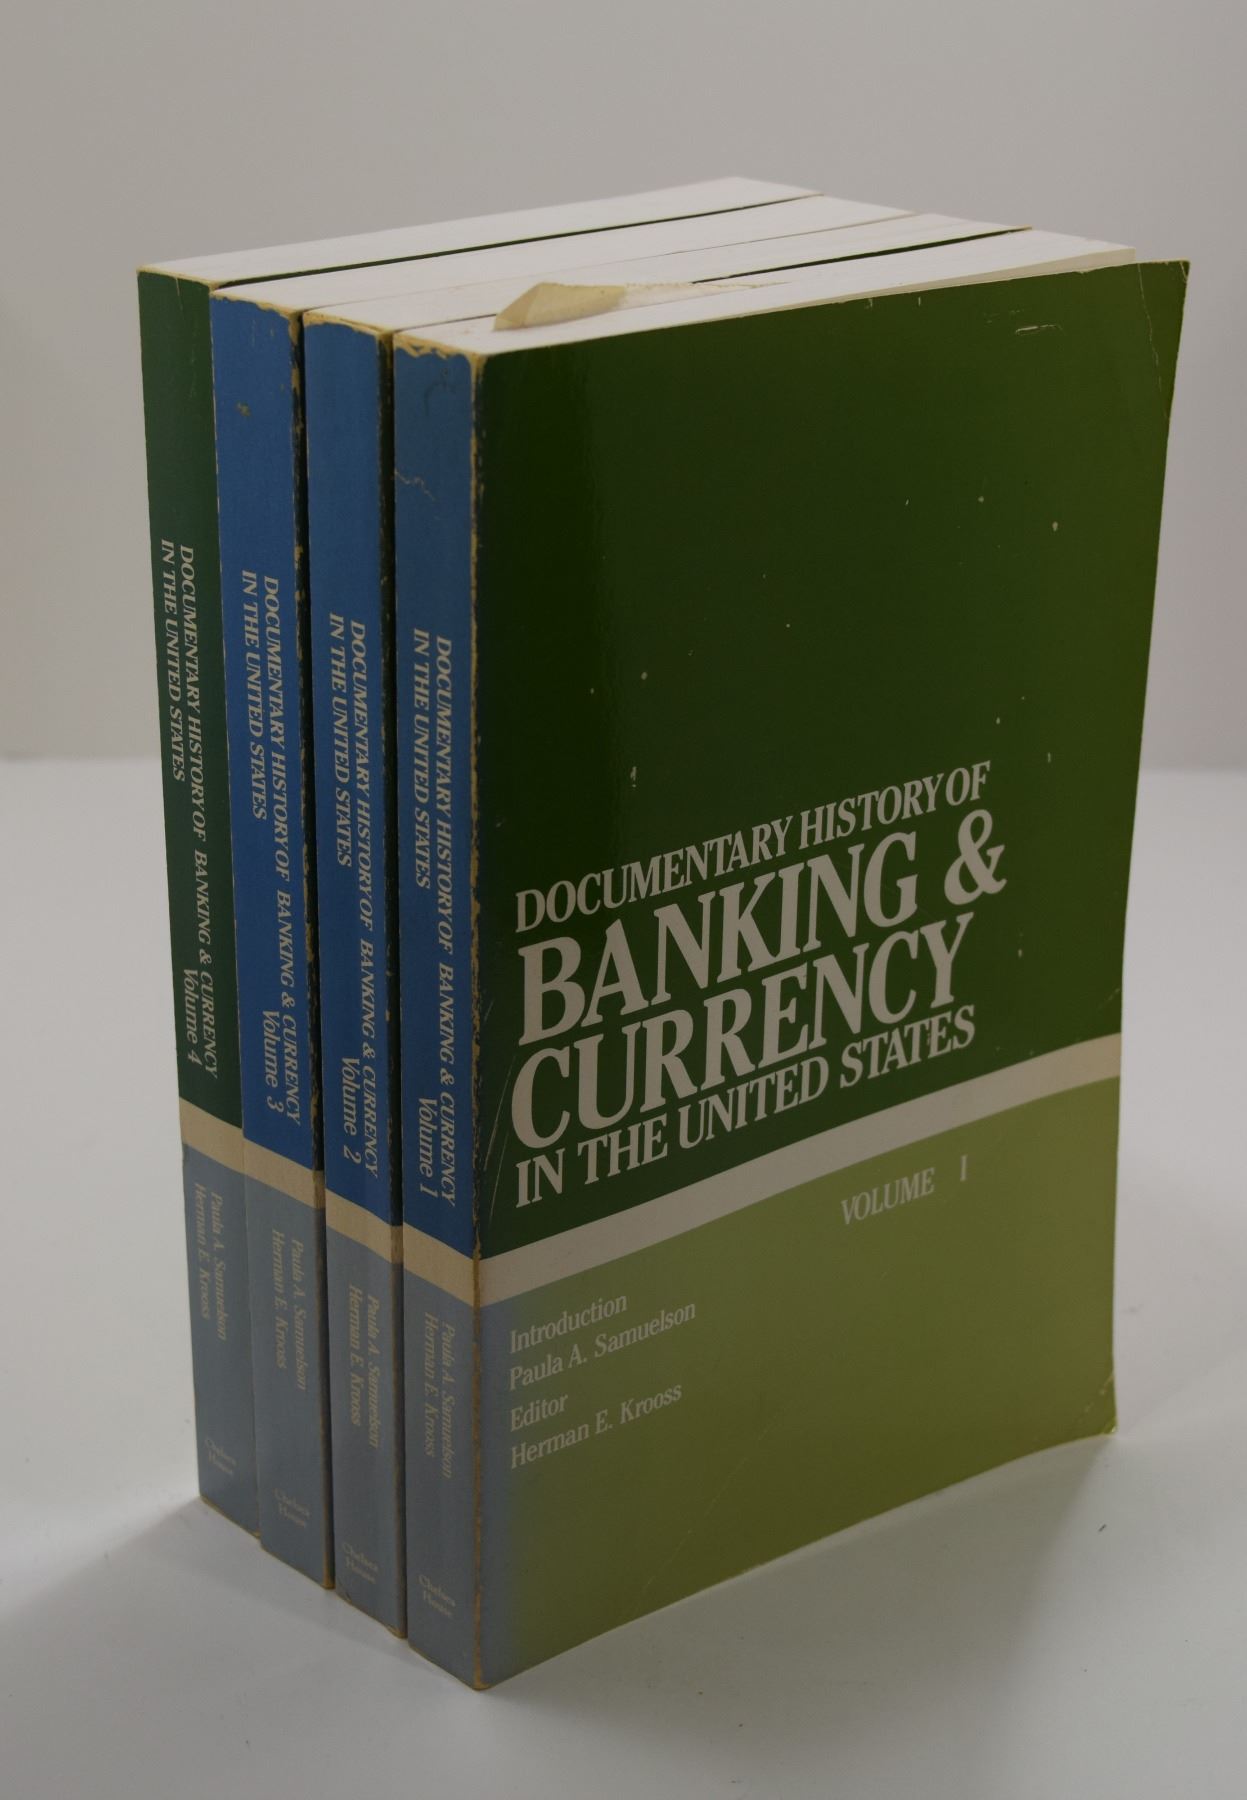 DOCUMENTARY HISTORY OF BANKING & CURRENCY
IN THE UNITED STATES
Volume 4
Paula A. Samuelson
Herman E. Krooss
Chelsea
House
DOCUMENTARY HISTORY OF BANKING & CURRENCY
IN THE UNITED STATES
Volume 3
Paula A. Samuelson
Herman E. Krooss
Chelsea
House
DOCUMENTARY HISTORY OF BANKING & CURRENCY
IN THE UNITED STATES
Volume 2
Paula A. Samuelson
Herman E. Krooss
Chelsea
House
DOCUMENTARY HISTORY OF BANKING & CURRENCY
IN THE UNITED STATES
Volume 1
Paula A. Samuelson
Herman E. Krooss
Chelsea
House
DOCUMENTARY HISTORY OF
BANKING &
CURRENCY
IN THE UNITED STATES
VOLUME I
Introduction
Paula A. Samuelson
Editor
Herman E. Krooss